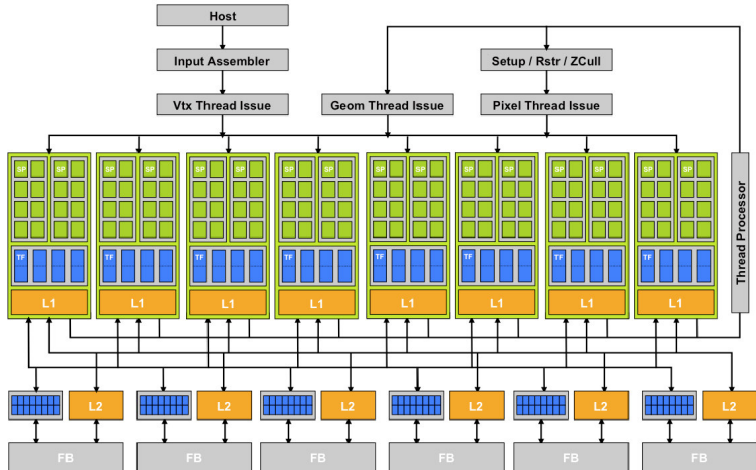 Host
Input Assembler
Setup / Rstr / ZCull
Vtx Thread Issue
Geom Thread Issue
Pixel Thread Issue
SP SP SP SP SP SP SP SP SP SP SP SP SP SP SP SP
Thread Processor
TF TF TF TF TF TF TF TF
L1 L1 L1 L1 L1 L1 L1 L1
L2 L2 L2 L2 L2 L2
FB FB FB FB FB FB